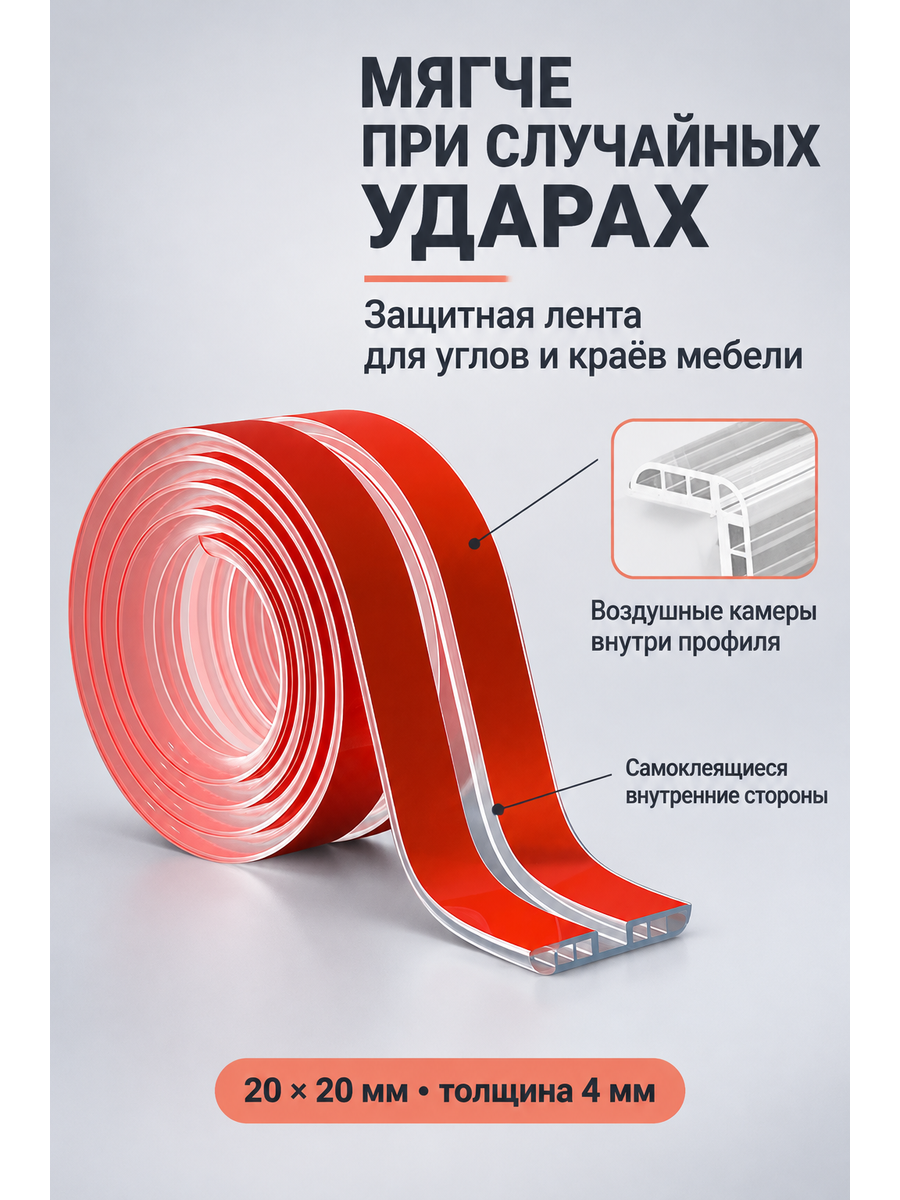 МЯГЧЕ
ПРИ СЛУЧАЙНЫХ
УДАРАХ
Защитная лента
для углов и краёв мебели
Воздушные камеры
внутри профиля
Самоклеящиеся
внутренние стороны
20 × 20 мм • толщина 4 мм